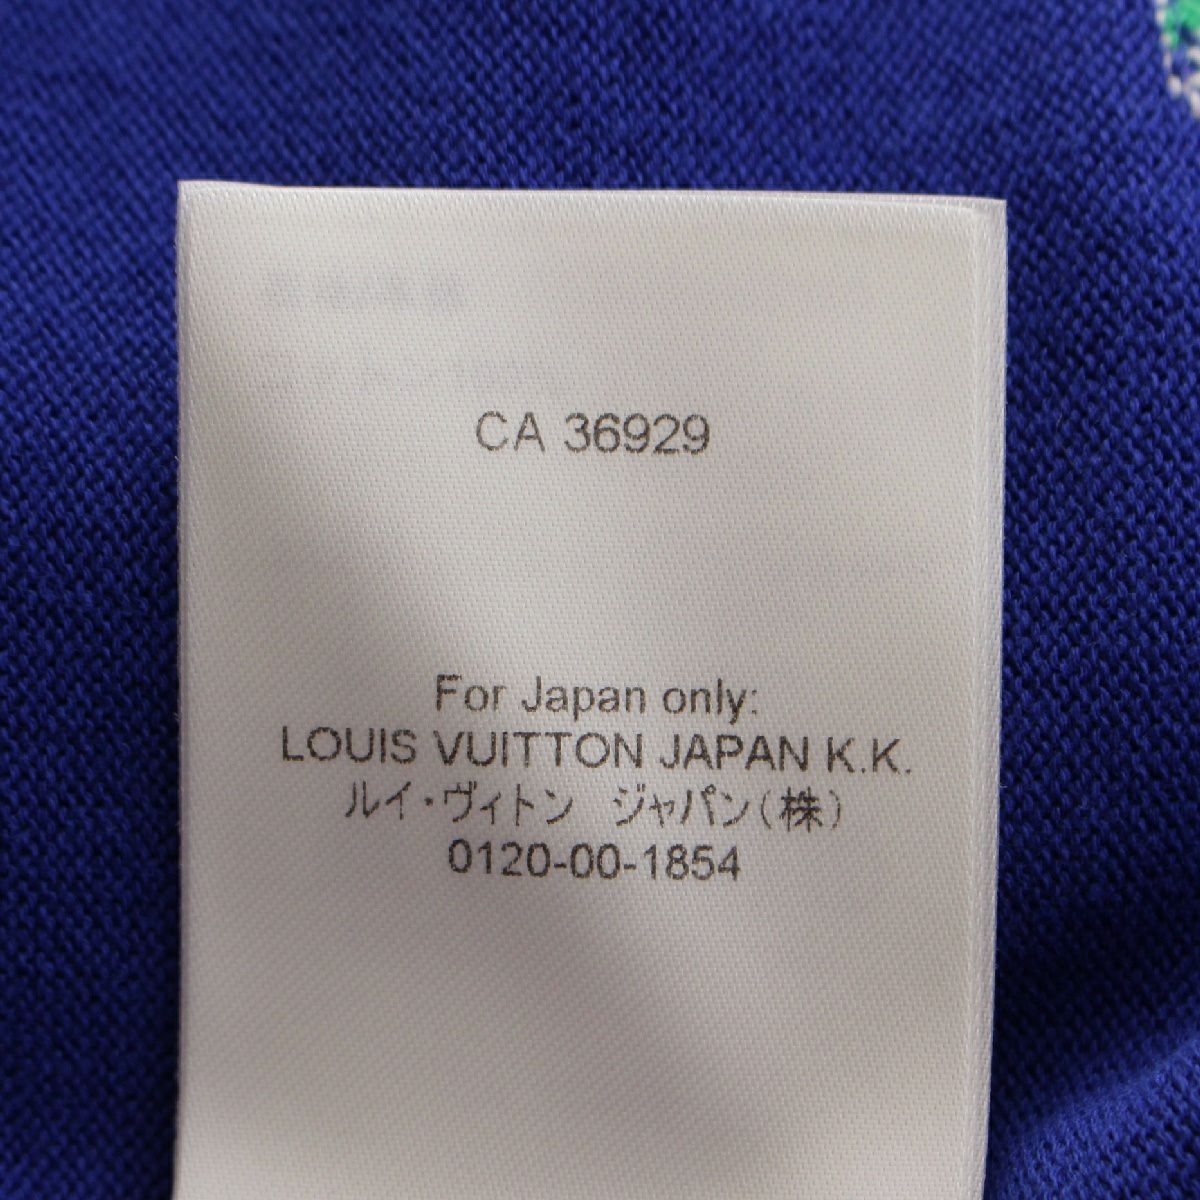 CA 36929
For Japan only:
LOUIS VUITTON JAPAN K.K.
ルイ・ヴィトン　ジャパン(株)
0120-00-1854